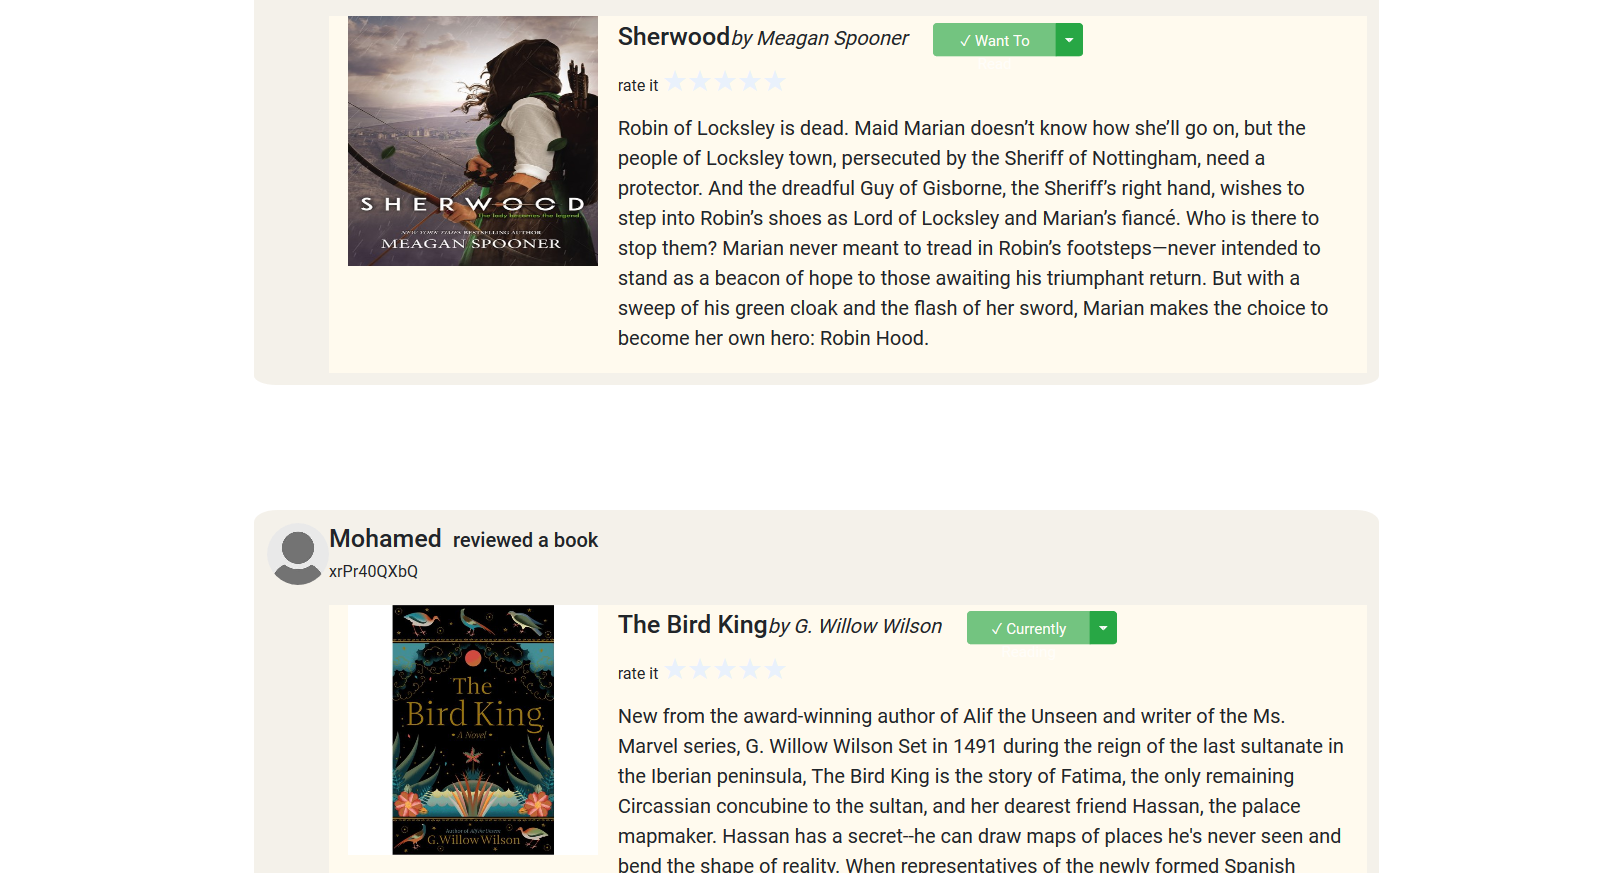 Sherwood by Meagan Spooner
✓ Want To
rate it
SHERWOOD
The lady becomes the legend.
NEW YORK TIMES BESTSELLING AUTHOR
MEAGAN SPOONER
Robin of Locksley is dead. Maid Marian doesn’t know how she’ll go on, but the
people of Locksley town, persecuted by the Sheriff of Nottingham, need a
protector. And the dreadful Guy of Gisborne, the Sheriff’s right hand, wishes to
step into Robin’s shoes as Lord of Locksley and Marian’s fiancé. Who is there to
stop them? Marian never meant to tread in Robin’s footsteps—never intended to
stand as a beacon of hope to those awaiting his triumphant return. But with a
sweep of his green cloak and the flash of her sword, Marian makes the choice to
become her own hero: Robin Hood.
Mohamed reviewed a book
xrPr40QXbQ
The Bird King by G. Willow Wilson
✓ Currently
rate it
The
Bird King
• A Novel •
Author of Alif the Unseen
G. Willow Wilson
New from the award-winning author of Alif the Unseen and writer of the Ms.
Marvel series, G. Willow Wilson Set in 1491 during the reign of the last sultanate in
the Iberian peninsula, The Bird King is the story of Fatima, the only remaining
Circassian concubine to the sultan, and her dearest friend Hassan, the palace
mapmaker. Hassan has a secret--he can draw maps of places he's never seen and
bend the shape of reality. When representatives of the newly formed Spanish